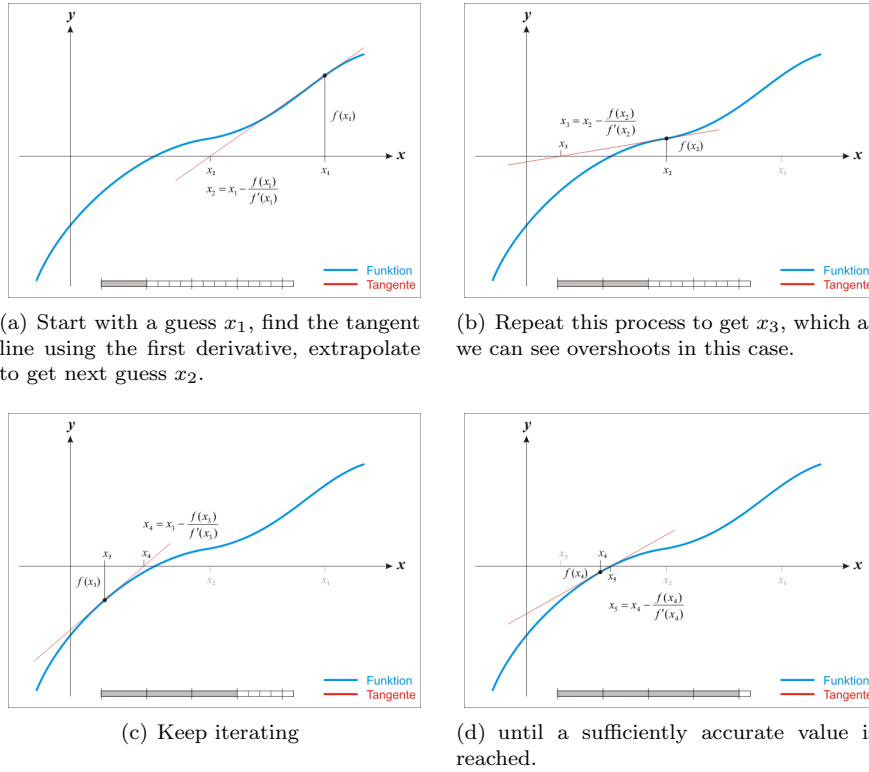 y
f(x₁)
x
x₂
x₁
x₂ = x₁ − f(x₁)/f′(x₁)
Funktion
Tangente
(a) Start with a guess x₁, find the tangent
line using the first derivative, extrapolate
to get next guess x₂.
y
x₃ = x₂ − f(x₂)/f′(x₂)
x₃
f(x₂)
x
x₂
x₁
Funktion
Tangente
(b) Repeat this process to get x₃, which a
we can see overshoots in this case.
y
x₄ = x₃ − f(x₃)/f′(x₃)
x₃
x₄
x
f(x₃)
x₂
x₁
Funktion
Tangente
(c) Keep iterating
y
x₃
x₄
x
f(x₄)
x₅
x₂
x₁
x₅ = x₄ − f(x₄)/f′(x₄)
Funktion
Tangente
(d) until a sufficiently accurate value i
reached.